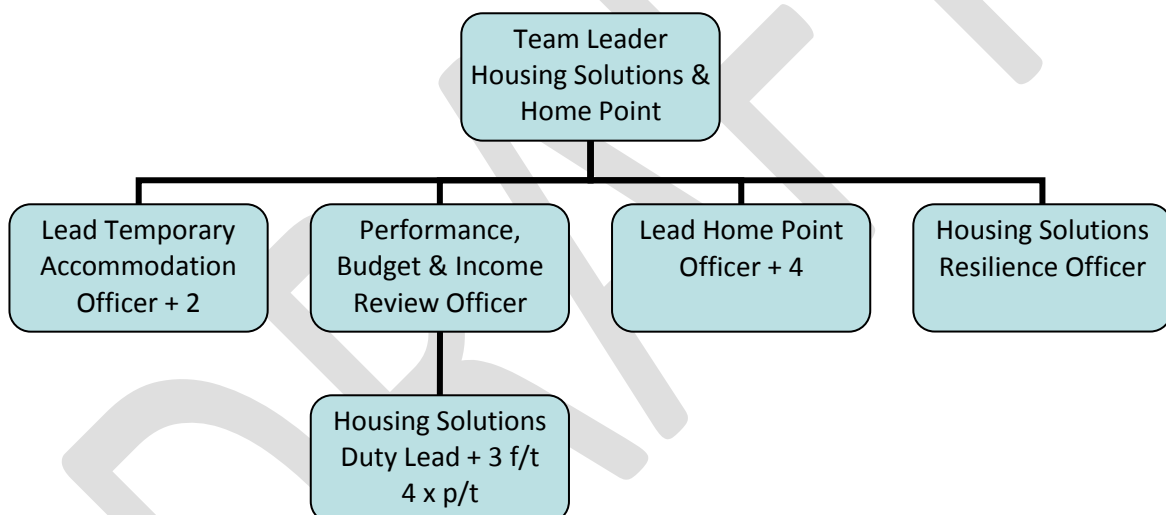 Team Leader
Housing Solutions &
Home Point
Lead Temporary
Accommodation
Officer + 2
Performance,
Budget & Income
Review Officer
Lead Home Point
Officer + 4
Housing Solutions
Resilience Officer
Housing Solutions
Duty Lead + 3 f/t
4 x p/t
DRAFT